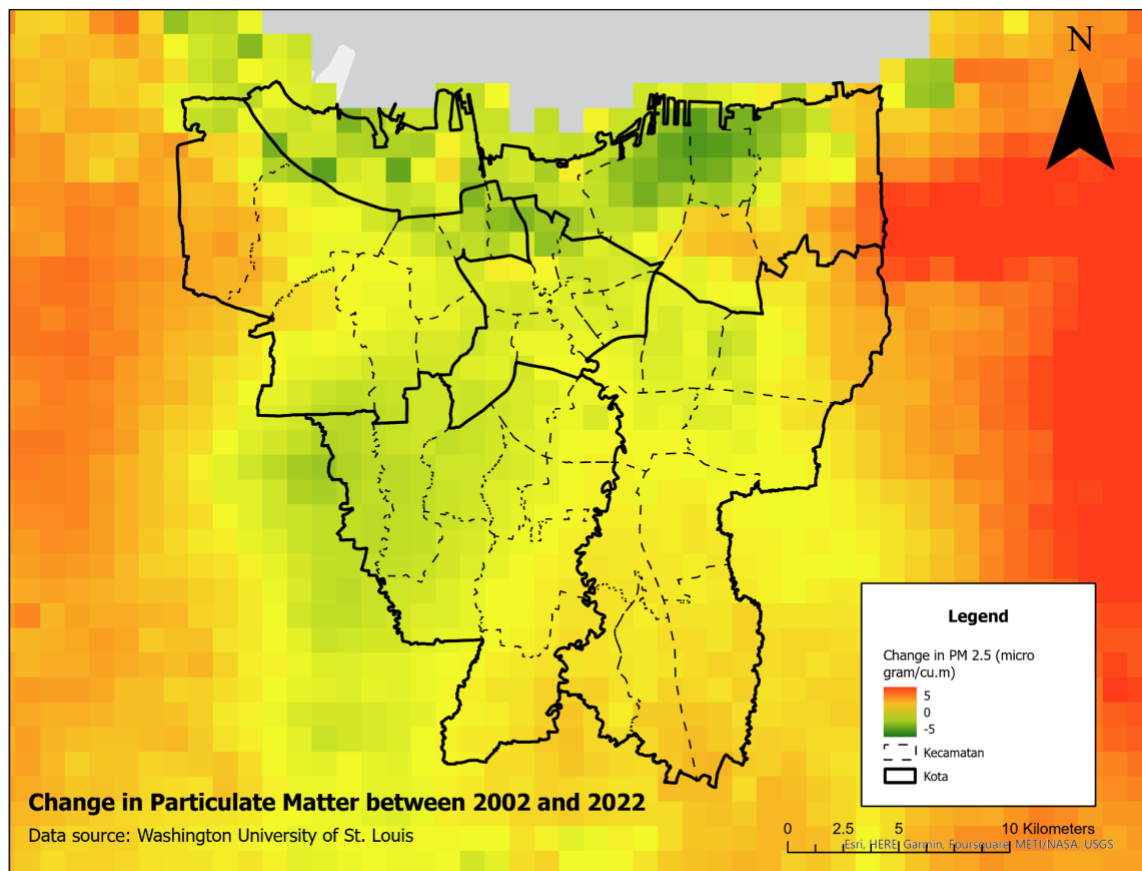 N
Legend
Change in PM 2.5 (micro
gram/cu.m)
5
0
-5
Kecamatan
Kota
Change in Particulate Matter between 2002 and 2022
Data source: Washington University of St. Louis
0 2.5 5 10 Kilometers
Esri, HERE, Garmin, Foursquare, METI/NASA, USGS